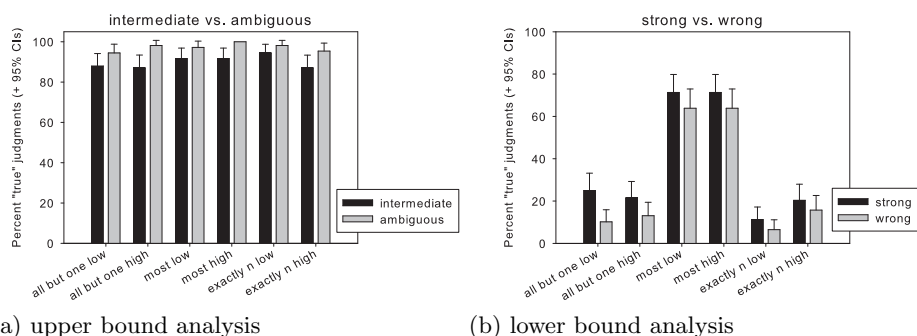 intermediate vs. ambiguous
Percent "true" judgments (+ 95% CIs)
100
80
60
40
20
0
intermediate
ambiguous
all but one low
all but one high
most low
most high
exactly n low
exactly n high
a) upper bound analysis
strong vs. wrong
Percent "true" judgments (+ 95% CIs)
100
80
60
40
20
0
strong
wrong
all but one low
all but one high
most low
most high
exactly n low
exactly n high
(b) lower bound analysis